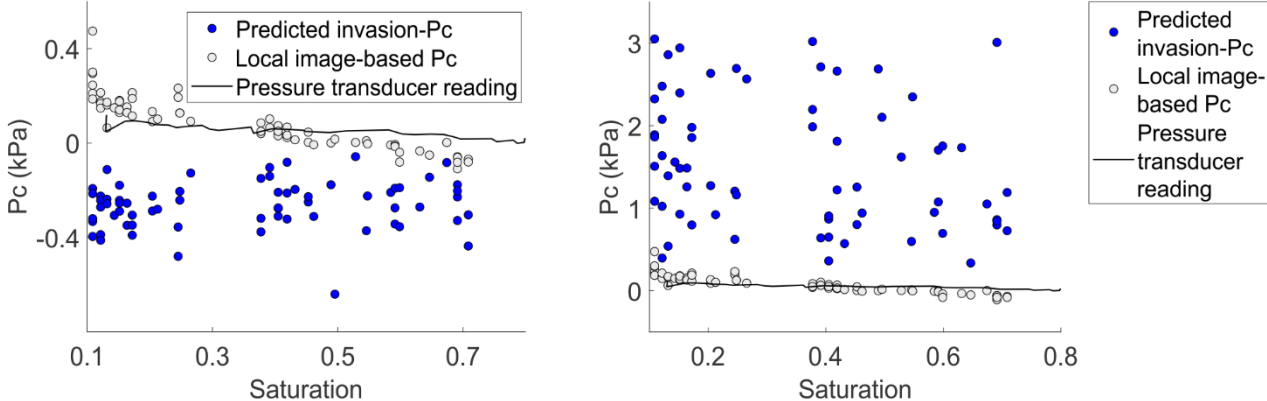 Predicted invasion-Pc
Local image-based Pc
Pressure transducer reading
0.4
0
-0.4
Pc (kPa)
0.1
0.3
0.5
0.7
Saturation
Predicted
invasion-Pc
Local image-
based Pc
Pressure
transducer
reading
3
2
1
0
Pc (kPa)
0.2
0.4
0.6
0.8
Saturation